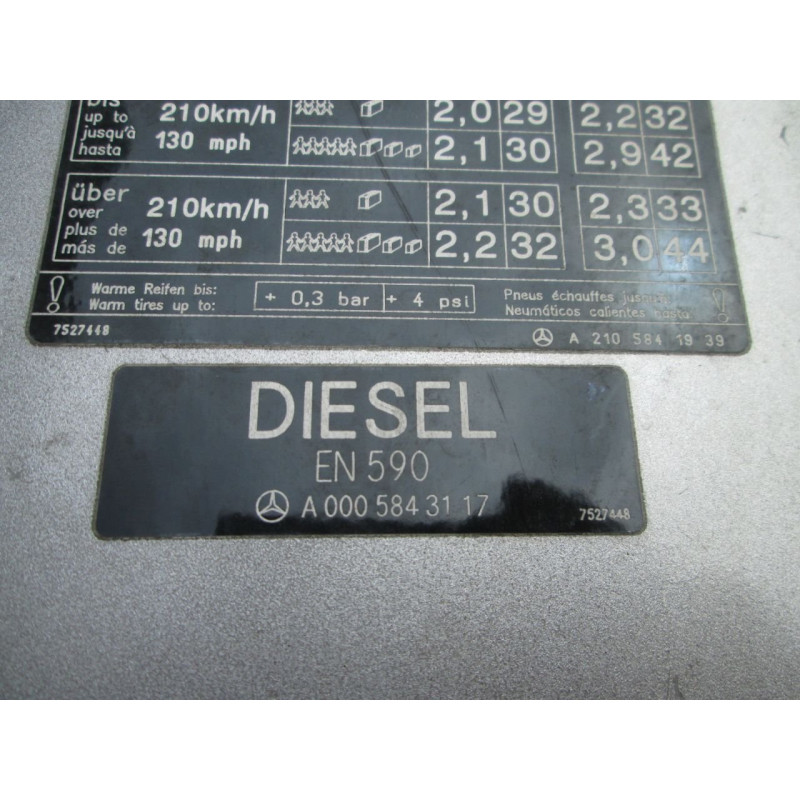 bis
up to
jusqu'à
hasta
210km/h
130 mph
2,0 29 2,2 32
2,1 30 2,9 42
über
over
plus de
más de
210km/h
130 mph
2,1 30 2,3 33
2,2 32 3,0 44
! Warme Reifen bis:
Warm tires up to:
+ 0,3 bar + 4 psi
Pneus échauffes jusqu'à: !
Neumáticos calientes hasta
7527448
A 210 584 19 39
DIESEL
EN 590
A 000 584 31 17
7527448